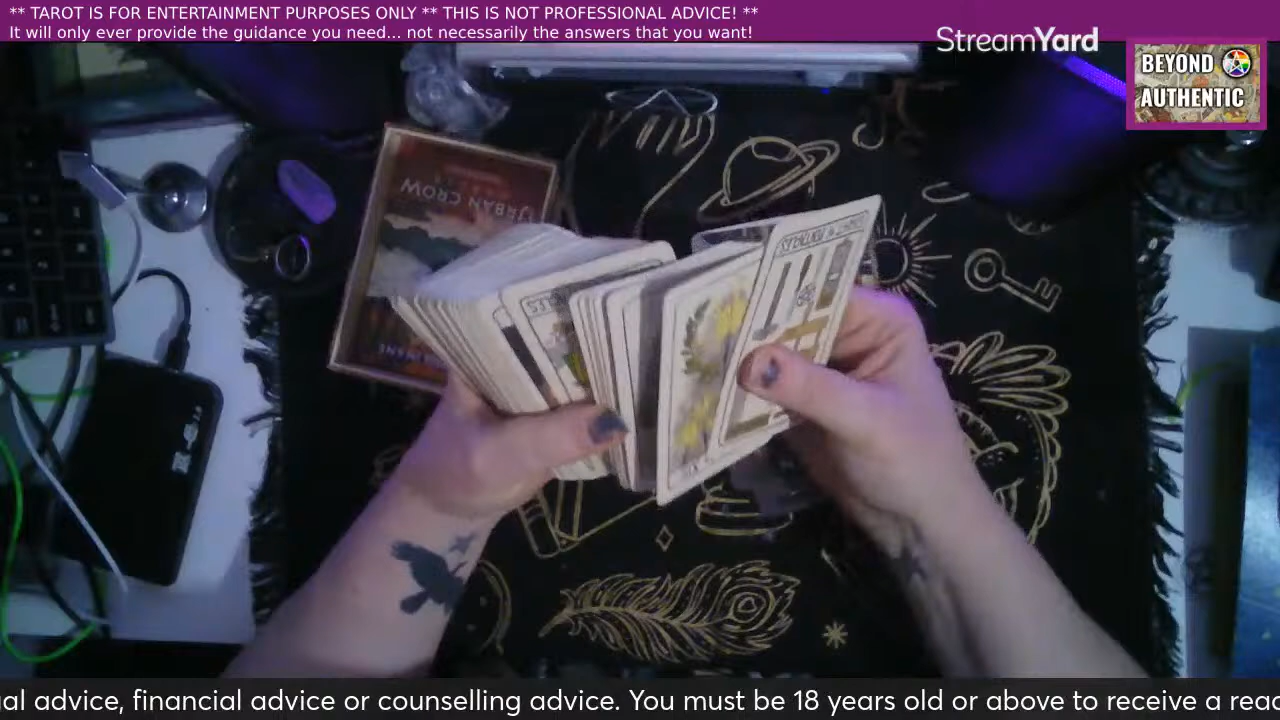 ** TAROT IS FOR ENTERTAINMENT PURPOSES ONLY ** THIS IS NOT PROFESSIONAL ADVICE! **
It will only ever provide the guidance you need... not necessarily the answers that you want!
StreamYard
BEYOND
AUTHENTIC
URBAN CROW
al advice, financial advice or counselling advice. You must be 18 years old or above to receive a rea